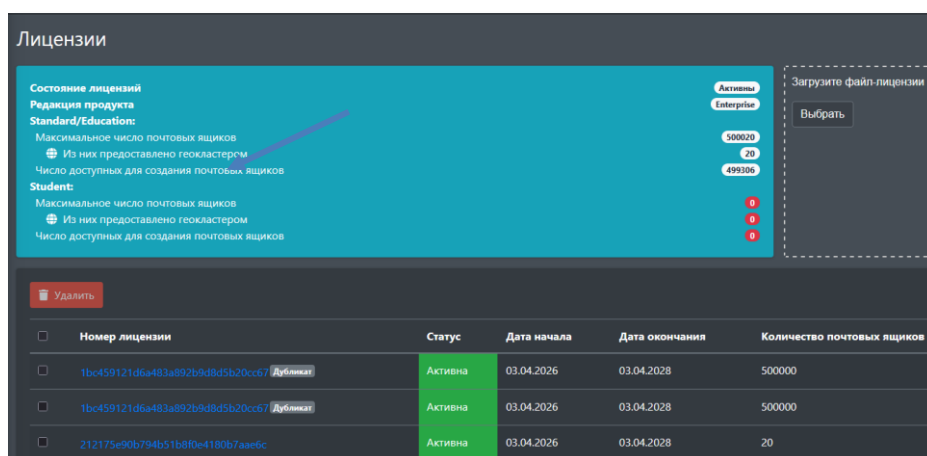 Лицензии
Состояние лицензий Активны
Редакция продукта Enterprise
Standard/Education:
Максимальное число почтовых ящиков 500020
Из них предоставлено геокластером 20
Число доступных для создания почтовых ящиков 499306
Student:
Максимальное число почтовых ящиков 0
Из них предоставлено геокластером 0
Число доступных для создания почтовых ящиков 0
Загрузите файл-лицензии
Выбрать
Удалить
Номер лицензии Статус Дата начала Дата окончания Количество почтовых ящиков
1bc459121d6a483a892b9d8d5b20cc67 Дубликат Активна 03.04.2026 03.04.2028 500000
1bc459121d6a483a892b9d8d5b20cc67 Дубликат Активна 03.04.2026 03.04.2028 500000
212175e90b794b51b8f0e4180b7aae6c Активна 03.04.2026 03.04.2028 20